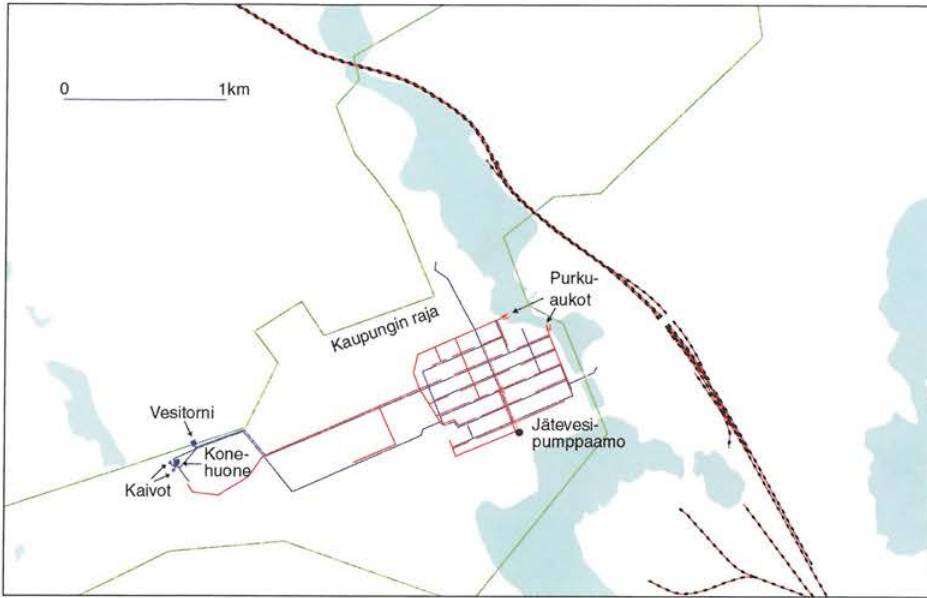 0 1km
Purku-
aukot
Kaupungin raja
Vesitorni
Kone-
huone
Kaivot
Jätevesi-
pumppaamo